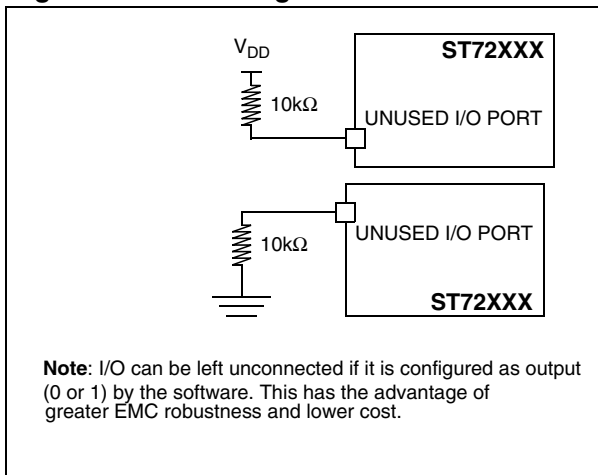 V_DD
ST72XXX
10kΩ
UNUSED I/O PORT
10kΩ
UNUSED I/O PORT
ST72XXX
Note: I/O can be left unconnected if it is configured as output
(0 or 1) by the software. This has the advantage of
greater EMC robustness and lower cost.